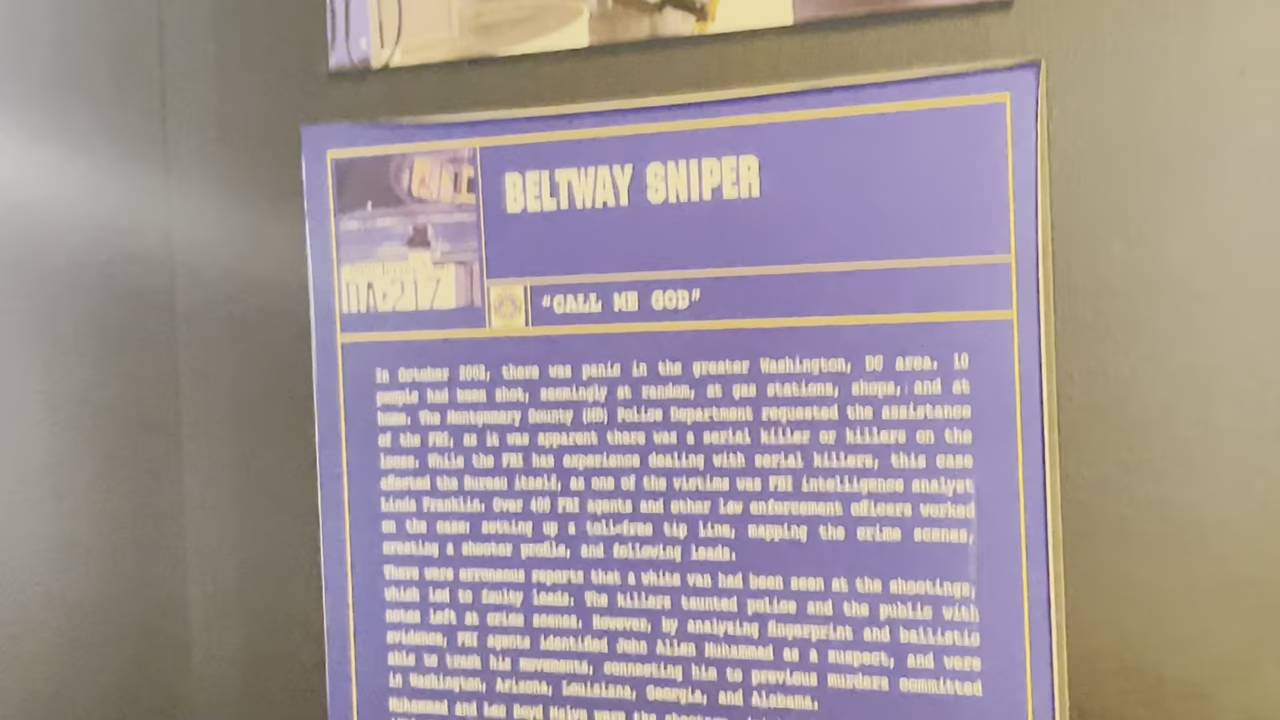 BELTWAY SNIPER
"CALL ME GOD"
In October 2002, there was panic in the greater Washington, DC area. 10
people had been shot, seemingly at random, at gas stations, shops, and at
home. The Montgomery County (MD) Police Department requested the assistance
of the FBI, as it was apparent there was a serial killer or killers on the
loose. While the FBI has experience dealing with serial killers, this case
affected the Bureau itself, as one of the victims was FBI intelligence analyst
Linda Franklin. Over 400 FBI agents and other law enforcement officers worked
on the case: setting up a toll-free tip line, mapping the crime scenes,
creating a shooter profile, and following leads.
There were erroneous reports that a white van had been seen at the shootings,
which led to faulty leads. The killers taunted police and the public with
notes left at crime scenes. However, by analyzing fingerprint and ballistic
evidence, FBI agents identified John Allen Muhammad as a suspect, and were
able to track his movements, connecting him to previous murders committed
in Washington, Arizona, Louisiana, Georgia, and Alabama.
Muhammad and Lee Boyd Malvo were the shooters